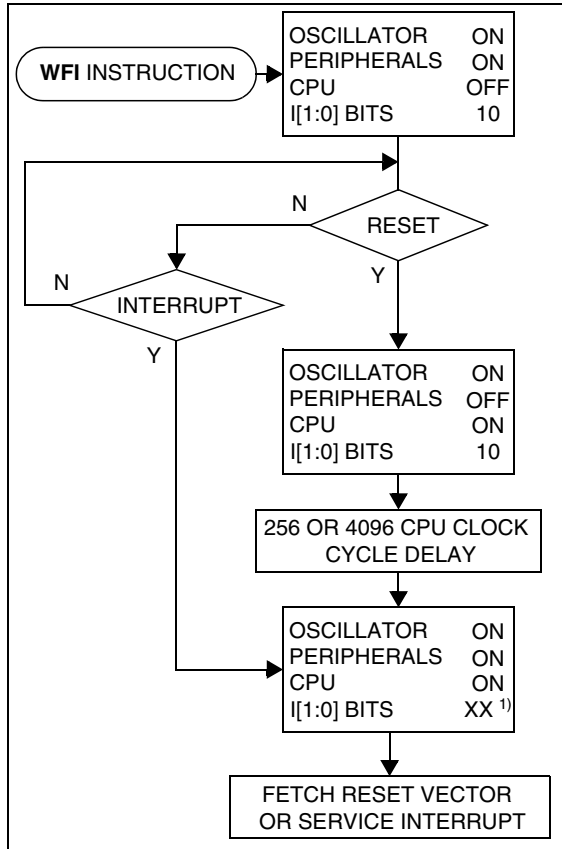 WFI INSTRUCTION
OSCILLATOR ON
PERIPHERALS ON
CPU OFF
I[1:0] BITS 10
N
RESET
Y
N
INTERRUPT
Y
OSCILLATOR ON
PERIPHERALS OFF
CPU ON
I[1:0] BITS 10
256 OR 4096 CPU CLOCK
CYCLE DELAY
OSCILLATOR ON
PERIPHERALS ON
CPU ON
I[1:0] BITS XX 1)
FETCH RESET VECTOR
OR SERVICE INTERRUPT